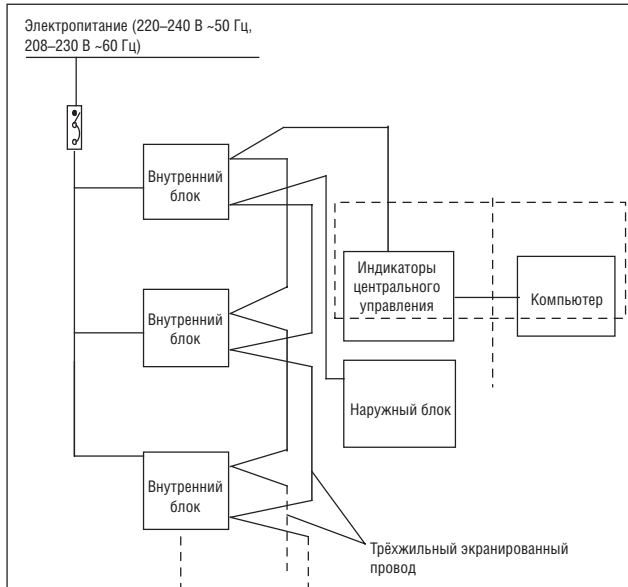 Электропитание (220–240 В ~50 Гц,
208–230 В ~60 Гц)
Внутренний
блок
Индикаторы
центрального
управления
Компьютер
Внутренний
блок
Наружный блок
Внутренний
блок
Трёхжильный экранированный
провод